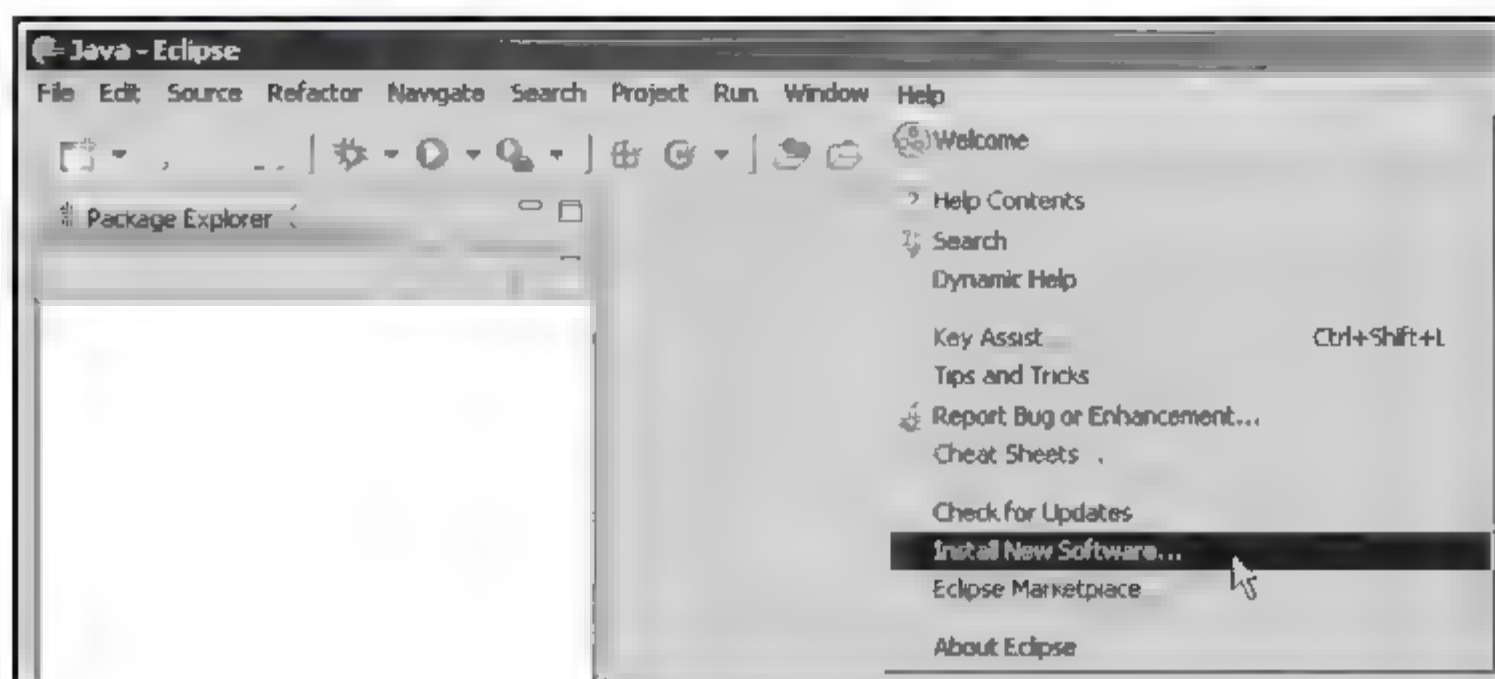 Java - Eclipse
File Edit Source Refactor Navigate Search Project Run Window Help
Welcome
Package Explorer
Help Contents
Search
Dynamic Help
Key Assist... Ctrl+Shift+L
Tips and Tricks
Report Bug or Enhancement...
Cheat Sheets...
Check for Updates
Install New Software...
Eclipse Marketplace
About Eclipse